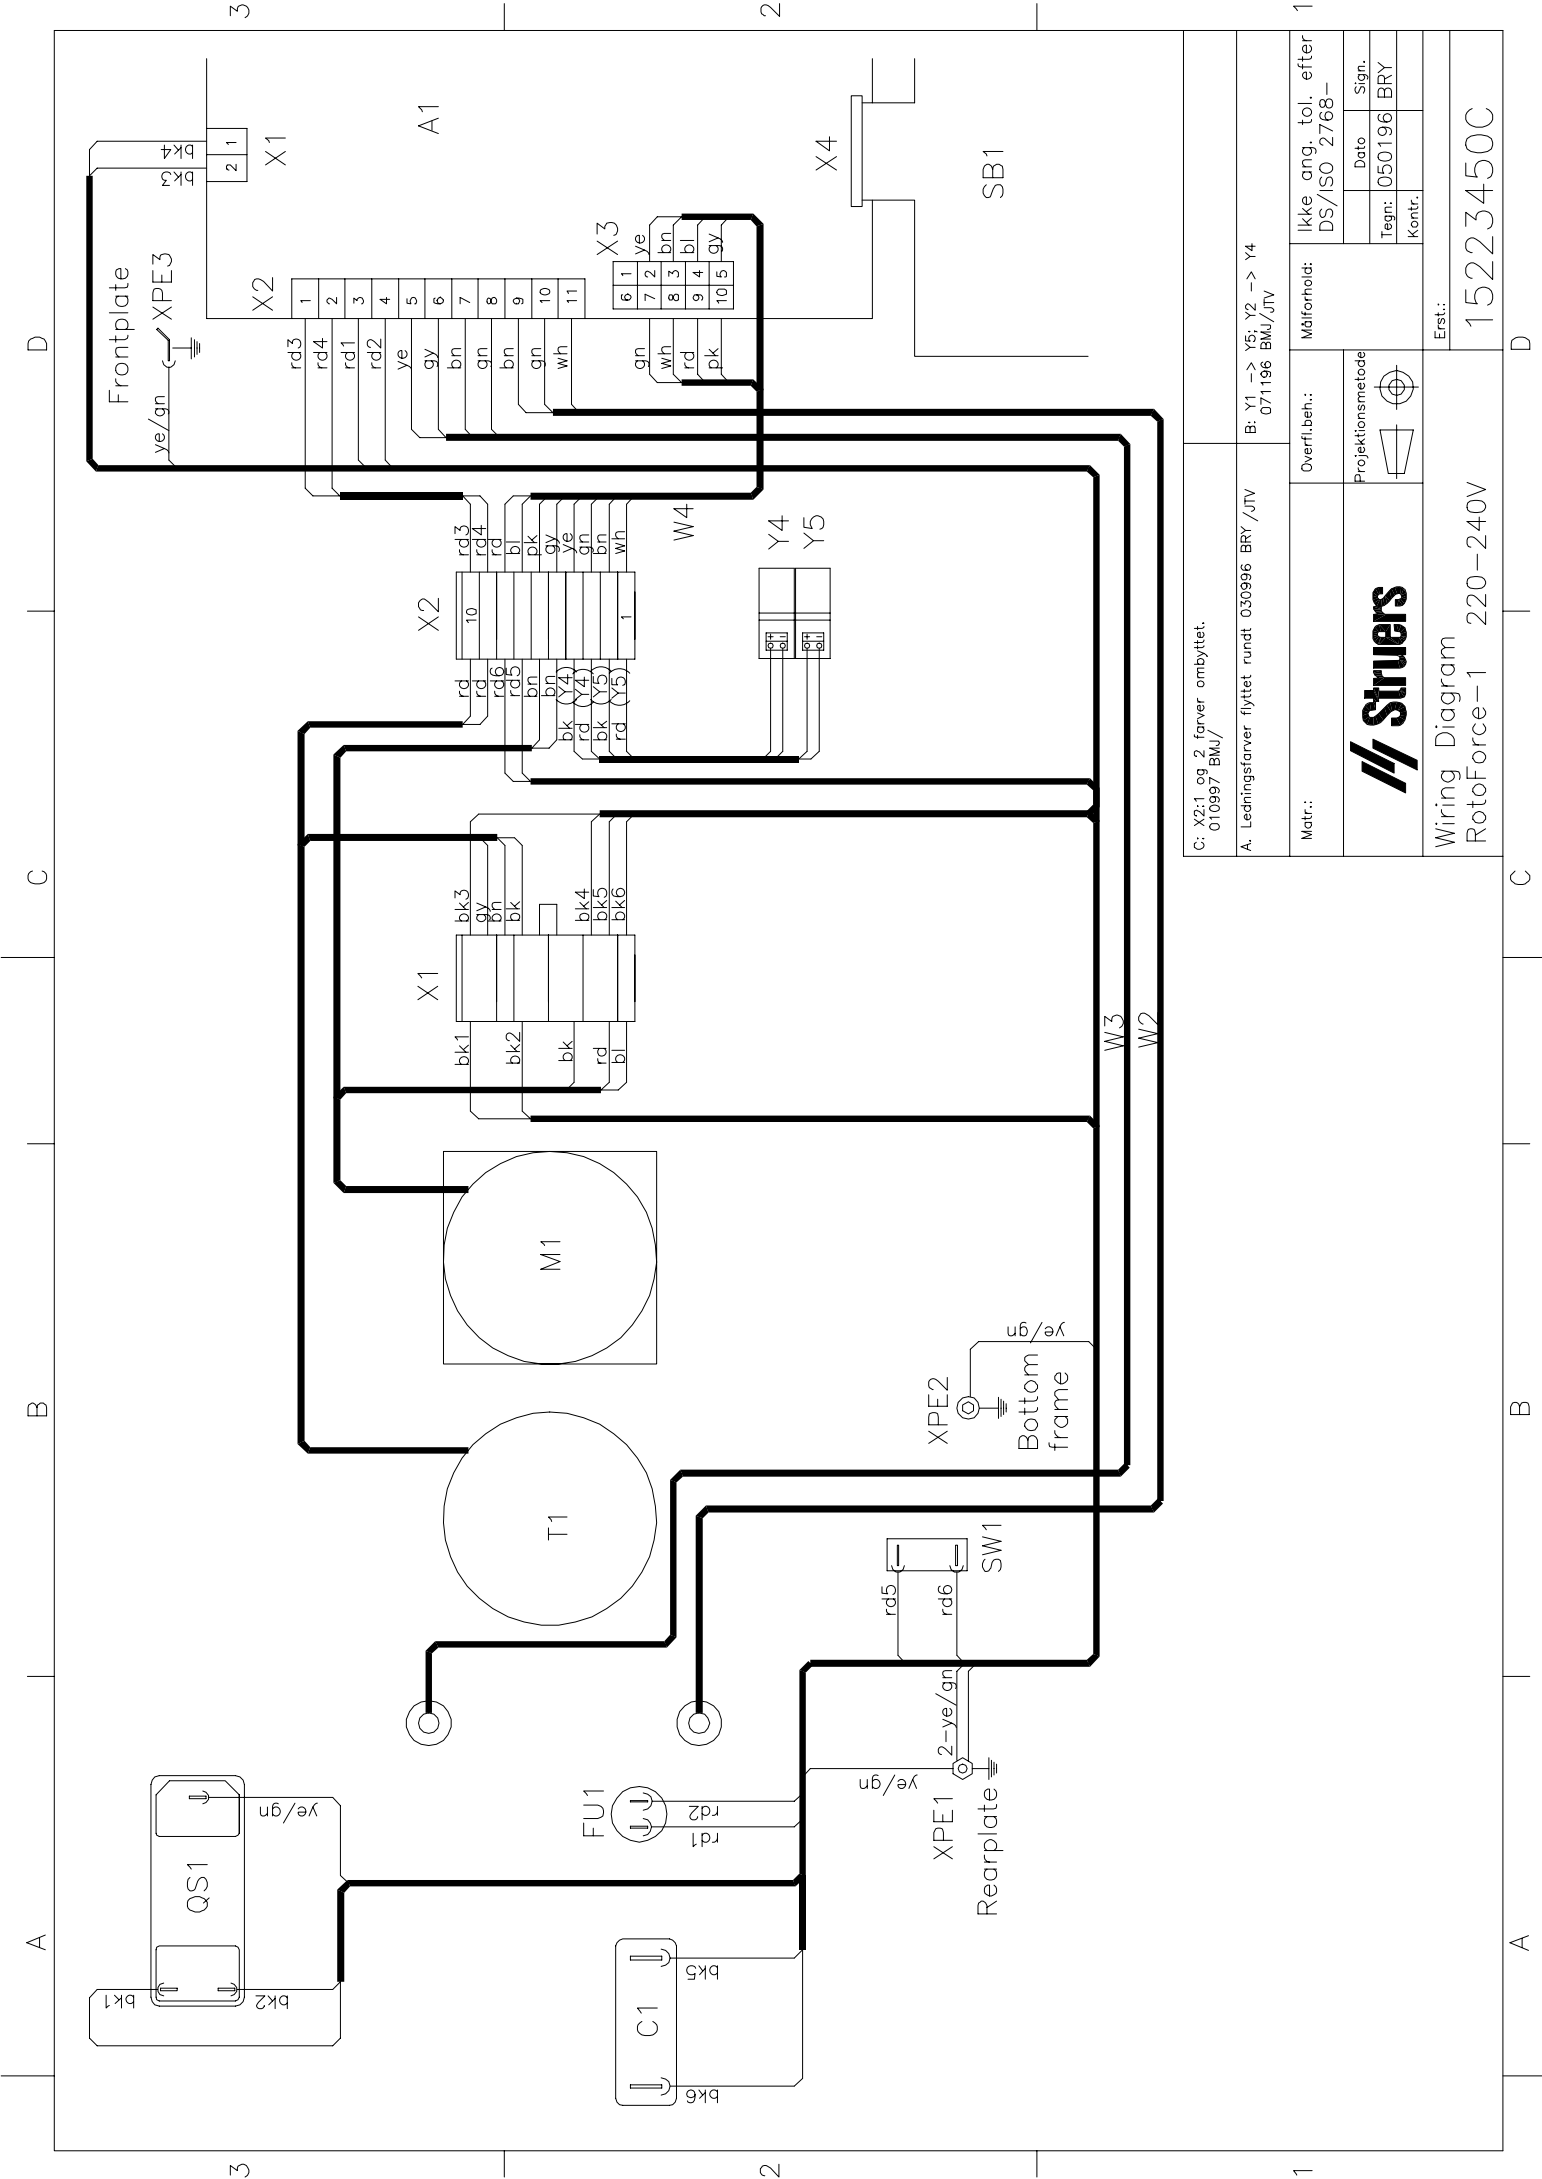 A
B
C
D
3
2
1
QS1
bk1
bk2
ye/gn
FU1
rd1
rd2
C1
bk6
bk5
ye/gn
XPE1
Rearplate
2-ye/gn
rd5
rd6
SW1
T1
M1
XPE2
Bottom
frame
ye/gn
W3
W2
X1
bk1
bk2
bk
rd
bl
bk3
gy
bn
bk
bk4
bk5
bk6
X2
10
1
rd
rd
rd6
rd5
bn
bn
bk (Y4)
rd (Y4)
bk (Y5)
rd (Y5)
rd3
rd4
rd
bl
pk
gy
ye
gn
bn
wh
W4
Y4
Y5
+
-
+
-
Frontplate
ye/gn
XPE3
bk3
bk4
2 1
X1
A1
X2
1
2
3
4
5
6
7
8
9
10
11
rd3
rd4
rd1
rd2
ye
gy
bn
gn
bn
gn
wh
X3
6 1
7 2
8 3
9 4
10 5
gn
wh
rd
pk
ye
bn
bl
gy
X4
SB1
C: X2:1 og 2 farver ombyttet.
010997 BMJ/
A. Ledningsfarver flyttet rundt 030996 BRY/JTV
B: Y1 -> Y5; Y2 -> Y4
071196 BMJ/JTV
Matr.:
Overfl.beh.:
Målforhold:
Ikke ang. tol. efter
DS/ISO 2768-
Struers
Projektionsmetode
Dato
Sign.
Tegn:
050196
BRY
Kontr.
Wiring Diagram
RotoForce-1 220-240V
Erst.:
15223450C
A
B
C
D
3
2
1